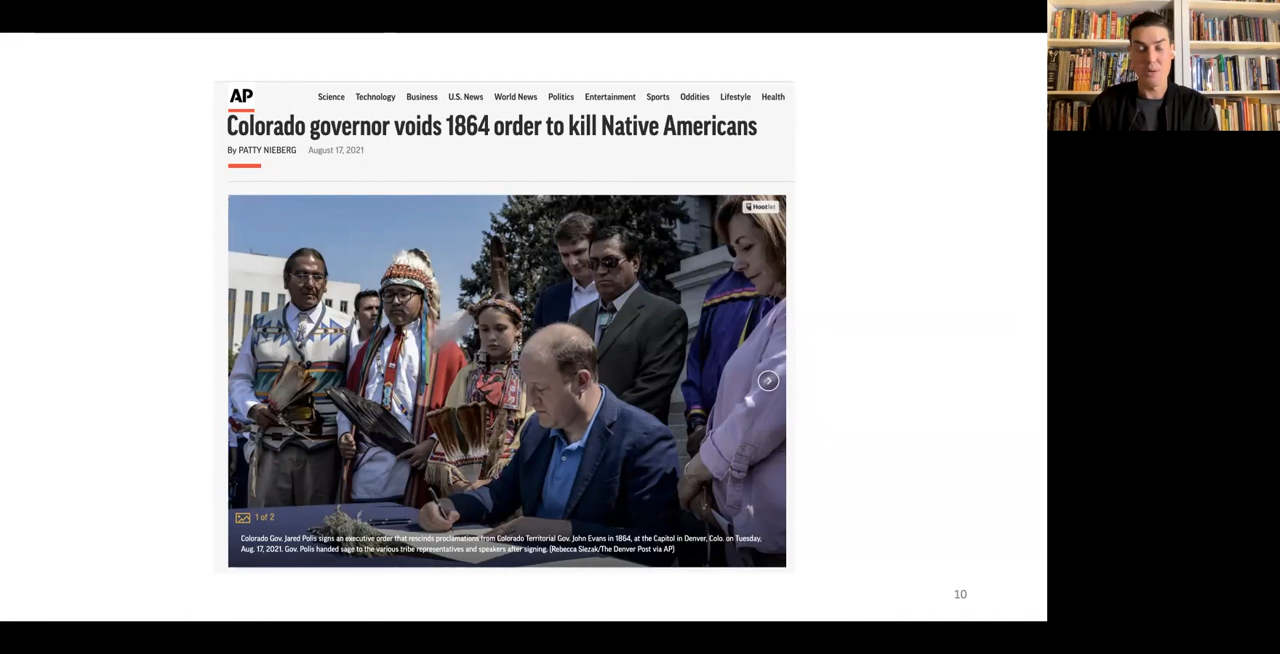 AP
Science Technology Business U.S. News World News Politics Entertainment Sports Oddities Lifestyle Health
Colorado governor voids 1864 order to kill Native Americans
By PATTY NIEBERG August 17, 2021
1 of 2
Colorado Gov. Jared Polis signs an executive order that rescinds proclamations from Colorado Territorial Gov. John Evans in 1864, at the Capitol in Denver, Colo. on Tuesday,
Aug. 17, 2021. Gov. Polis handed sage to the various tribe representatives and speakers after signing. (Rebecca Slezak/The Denver Post via AP)
10